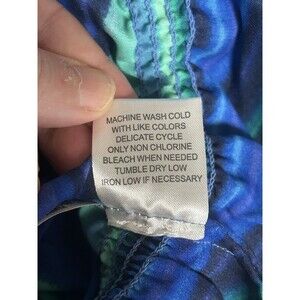 MACHINE WASH COLD
WITH LIKE COLORS
DELICATE CYCLE
ONLY NON CHLORINE
BLEACH WHEN NEEDED
TUMBLE DRY LOW
IRON LOW IF NECESSARY